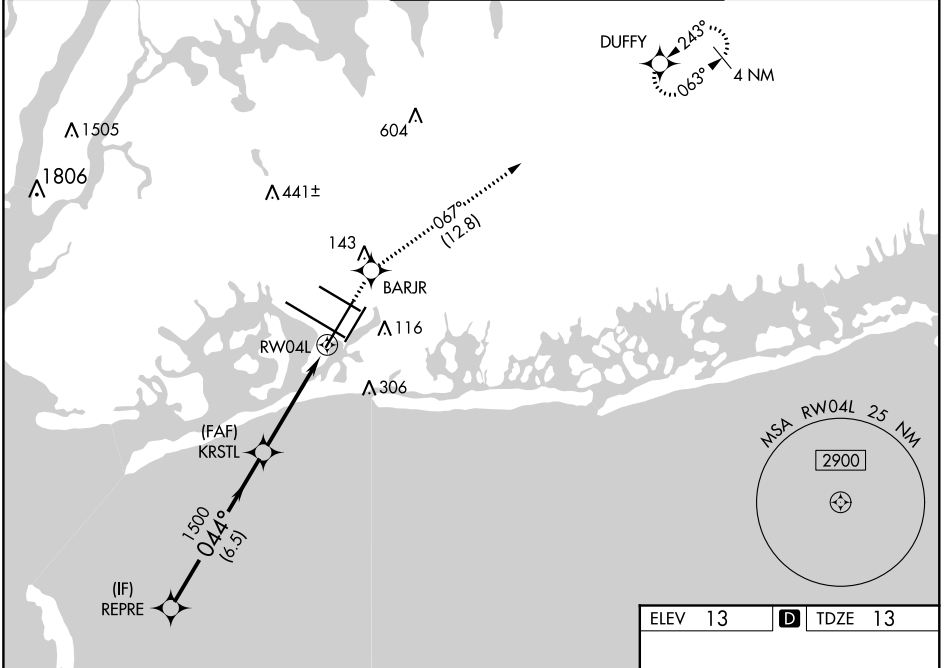 DUFFY
243°
063°
4 NM
1505
604
1806
441±
067°
(12.8)
143
BARJR
RW04L
116
306
(FAF)
KRSTL
MSA RW04L 25 NM
2900
1500
044°
(6.5)
(IF)
REPRE
ELEV 13 D TDZE 13